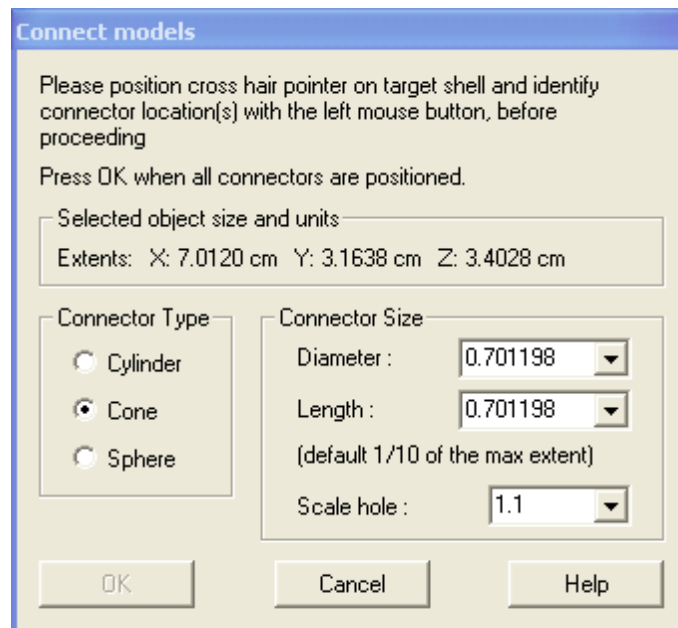 Connect models
Please position cross hair pointer on target shell and identify
connector location(s) with the left mouse button, before
proceeding
Press OK when all connectors are positioned.
Selected object size and units
Extents: X: 7.0120 cm Y: 3.1638 cm Z: 3.4028 cm
Connector Type
Cylinder
Cone
Sphere
Connector Size
Diameter : 0.701198
Length : 0.701198
(default 1/10 of the max extent)
Scale hole : 1.1
OK Cancel Help